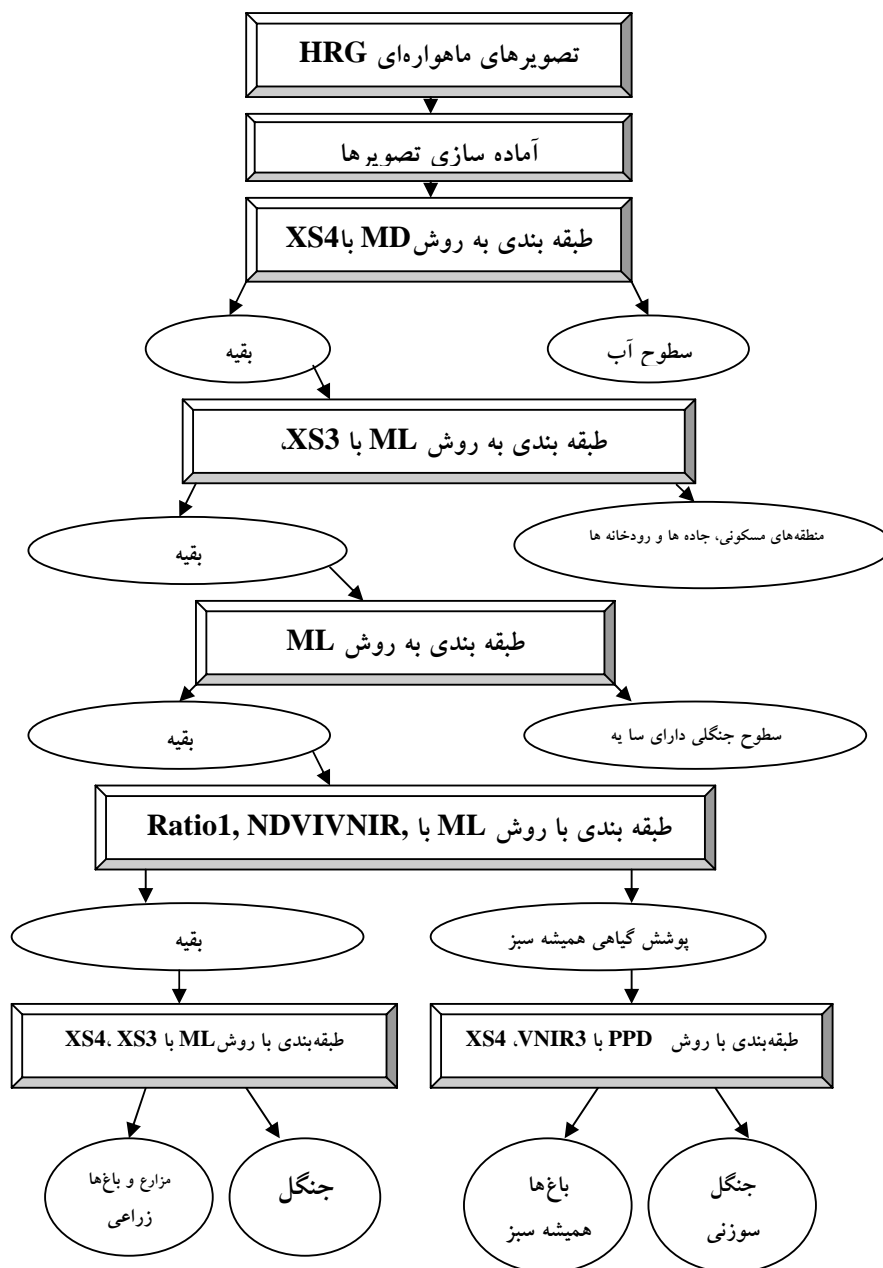 تصویرهای ماهواره‌ای HRG
آماده سازی تصویرها
طبقه بندی به روش MD با XS4
سطوح آب
بقیه
طبقه بندی به روش ML با XS3،
منطقه‌های مسکونی، جاده ها و رودخانه ها
بقیه
طبقه بندی به روش ML
سطوح جنگلی دارای سا یه
بقیه
طبقه بندی با روش ML با Ratio1, NDVIVNIR,
پوشش گیاهی همیشه سبز
بقیه
طبقه‌بندی با روش PPD با VNIR3، XS4
طبقه‌بندی با روش ML با XS3 ،XS4
جنگل
سوزنی
باغ‌ها
همیشه سبز
جنگل
مزارع و باغ‌ها
زراعی